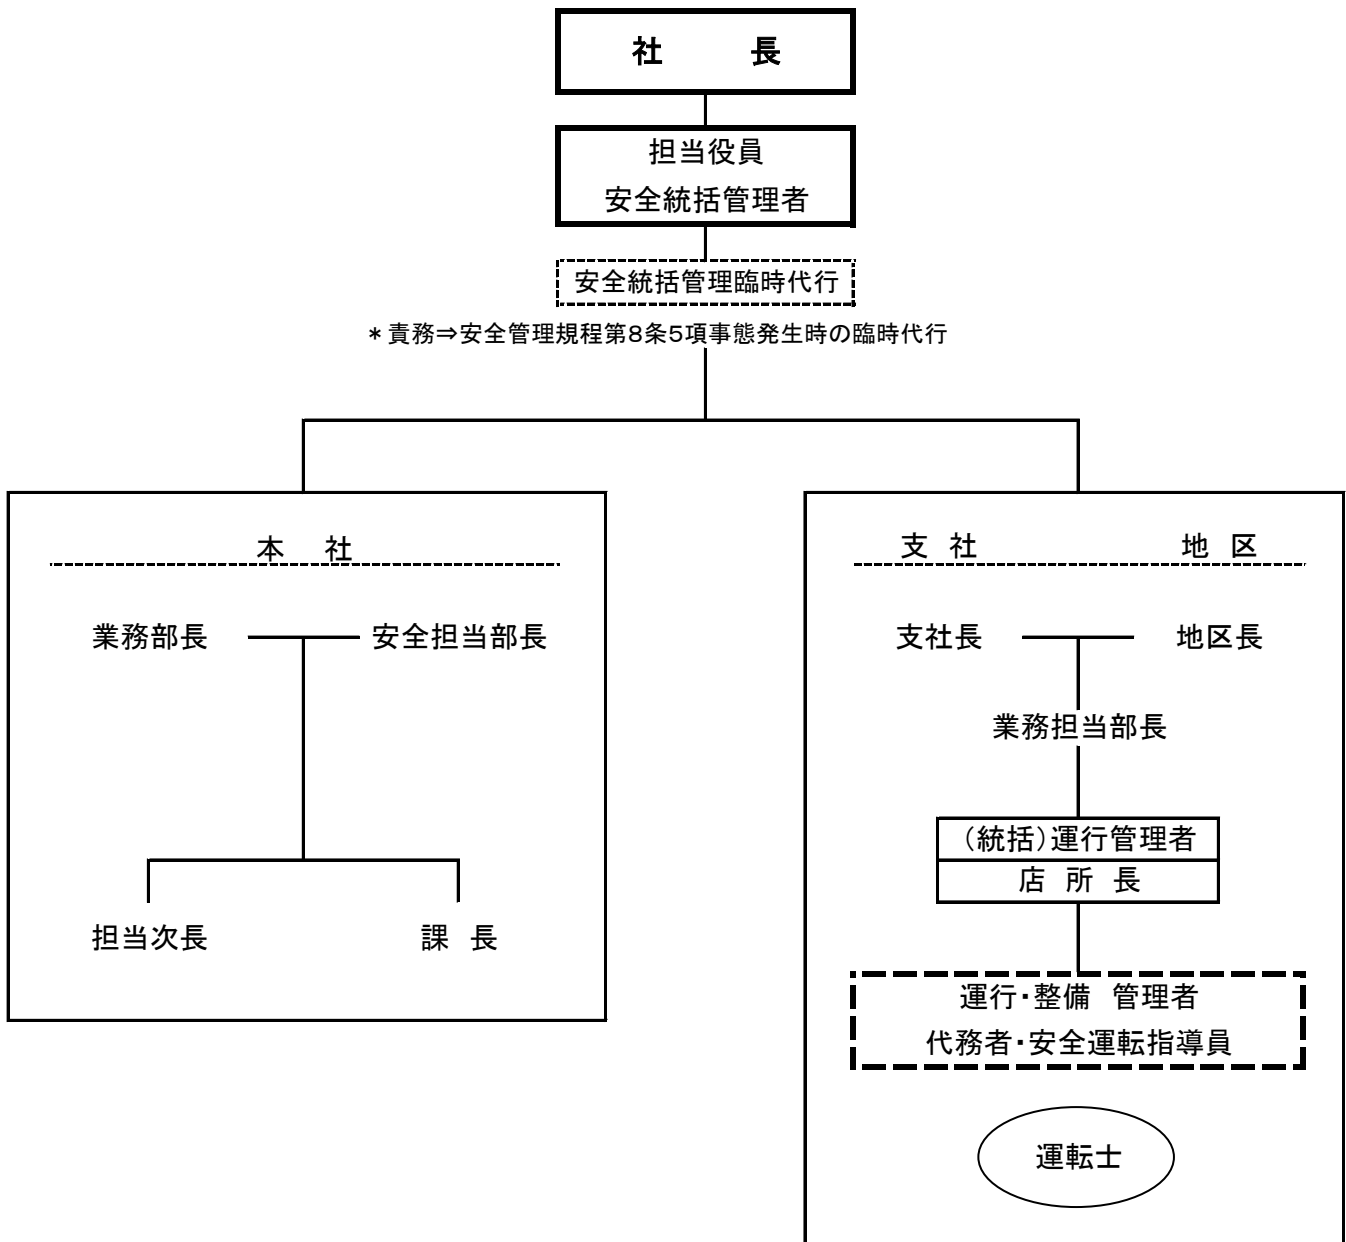 社　　長
担当役員
安全統括管理者
安全統括管理臨時代行
＊責務⇒安全管理規程第8条5項事態発生時の臨時代行
本　社
業務部長　安全担当部長
担当次長　課 長
支 社　地 区
支社長　地区長
業務担当部長
（統括）運行管理者
店 所 長
運行・整備　管理者
代務者・安全運転指導員
運転士